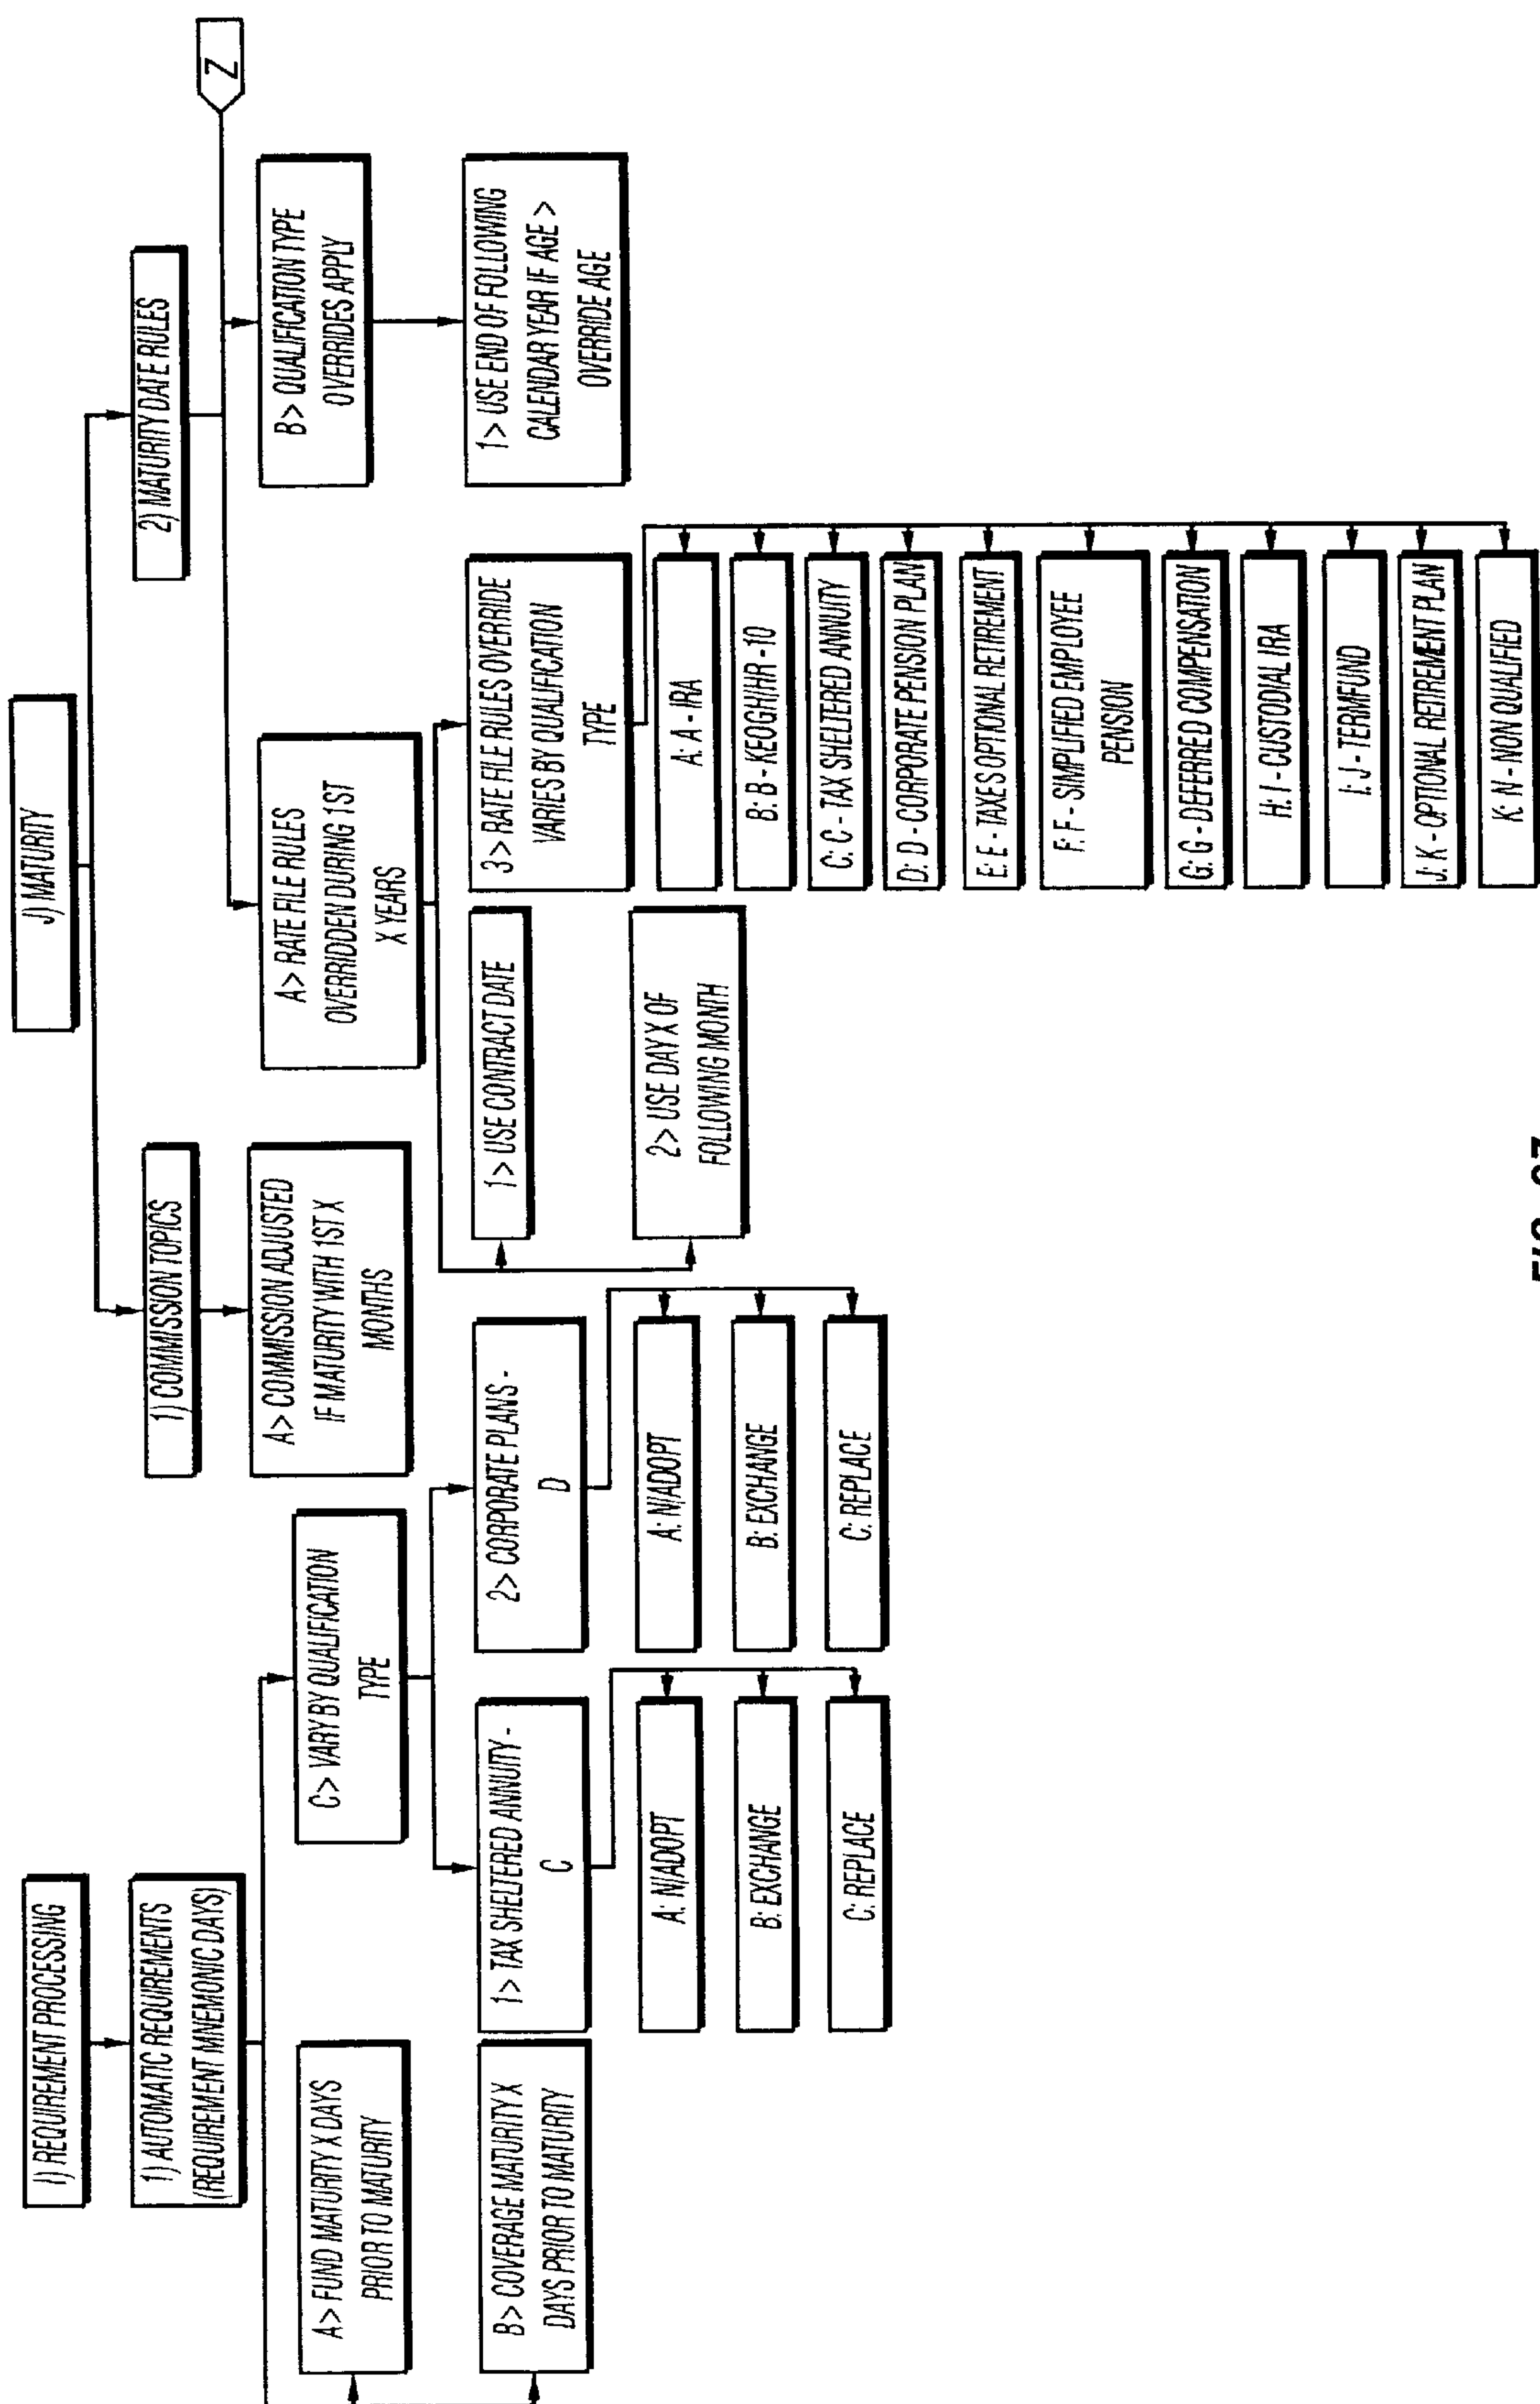 I) REQUIREMENT PROCESSING
1) AUTOMATIC REQUIREMENTS
(REQUIREMENT MNEMONIC DAYS)
A> FUND MATURITY X DAYS
PRIOR TO MATURITY
B> COVERAGE MATURITY X
DAYS PRIOR TO MATURITY
C> VARY BY QUALIFICATION
TYPE
1> TAX SHELTERED ANNUITY -
C
A: N/ADOPT
B: EXCHANGE
C: REPLACE
2> CORPORATE PLANS -
D
A: N/ADOPT
B: EXCHANGE
C: REPLACE
J) MATURITY
1) COMMISSION TOPICS
A> COMMISSION ADJUSTED
IF MATURITY WITH 1ST X
MONTHS
2) MATURITY DATE RULES
Z
A> RATE FILE RULES
OVERRIDDEN DURING 1ST
X YEARS
1> USE CONTRACT DATE
2> USE DAY X OF
FOLLOWING MONTH
3> RATE FILE RULES OVERRIDE
VARIES BY QUALIFICATION
TYPE
A: A - IRA
B: B - KEOGH/HR -10
C: C - TAX SHELTERED ANNUITY
D: D - CORPORATE PENSION PLAN
E: E - TAXES OPTIONAL RETIREMENT
F: F - SIMPLIFIED EMPLOYEE
PENSION
G: G - DEFERRED COMPENSATION
H: I - CUSTODIAL IRA
I: J - TERMFUND
J: K - OPTIONAL RETIREMENT PLAN
K: N - NON QUALIFIED
B> QUALIFICATION TYPE
OVERRIDES APPLY
1> USE END OF FOLLOWING
CALENDAR YEAR IF AGE >
OVERRIDE AGE